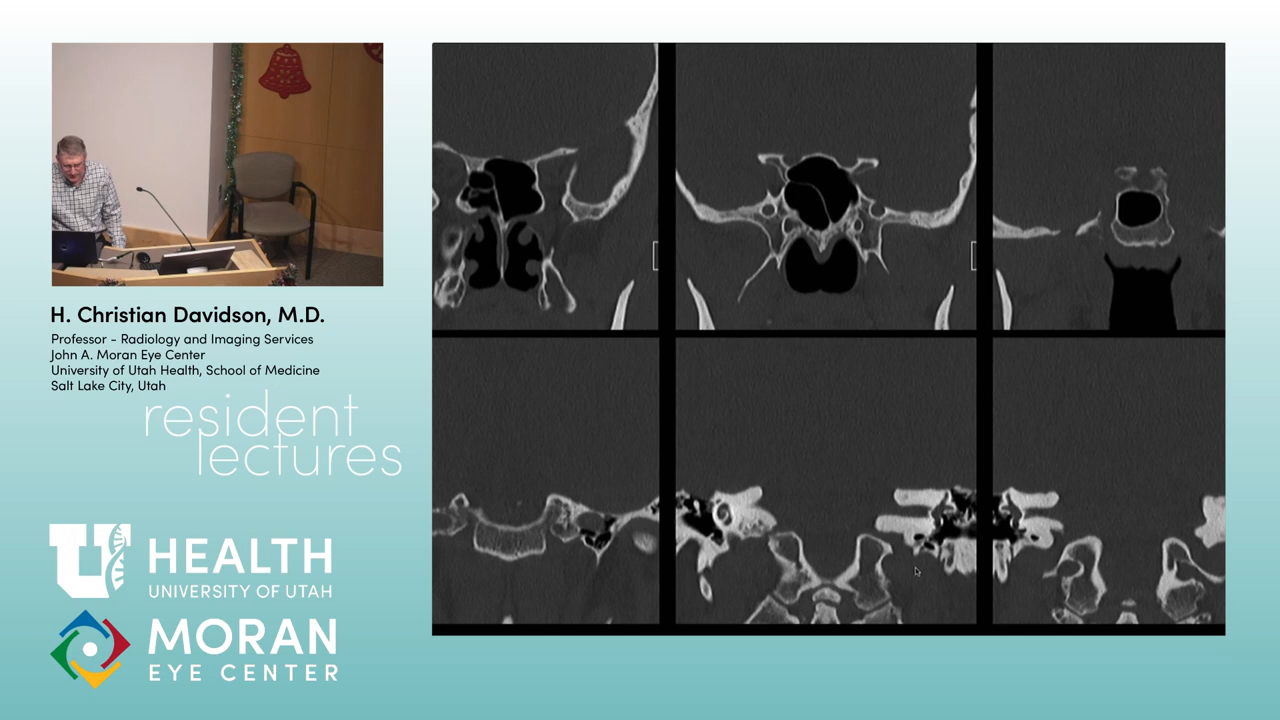 H. Christian Davidson, M.D.
Professor - Radiology and Imaging Services
John A. Moran Eye Center
University of Utah Health, School of Medicine
Salt Lake City, Utah
resident
lectures
U HEALTH
UNIVERSITY OF UTAH
MORAN
EYE CENTER